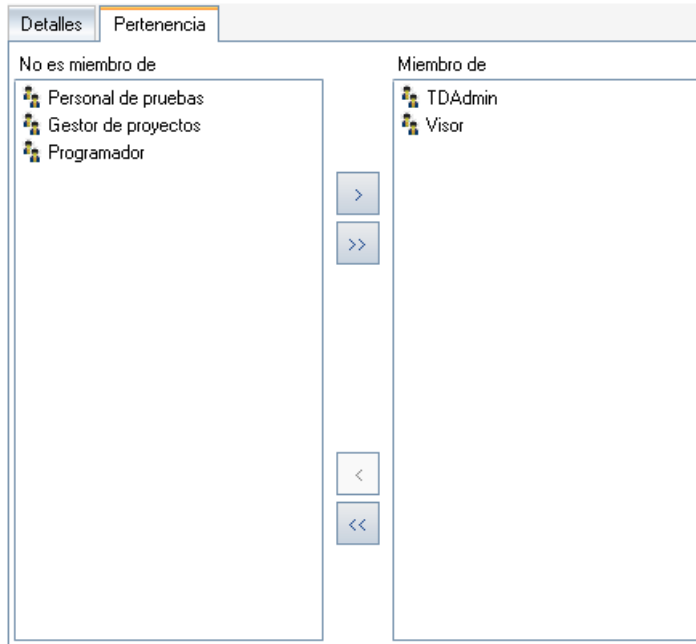 Detalles
Pertenencia
No es miembro de
Personal de pruebas
Gestor de proyectos
Programador
>
>>
<
<<
Miembro de
TDAdmin
Visor